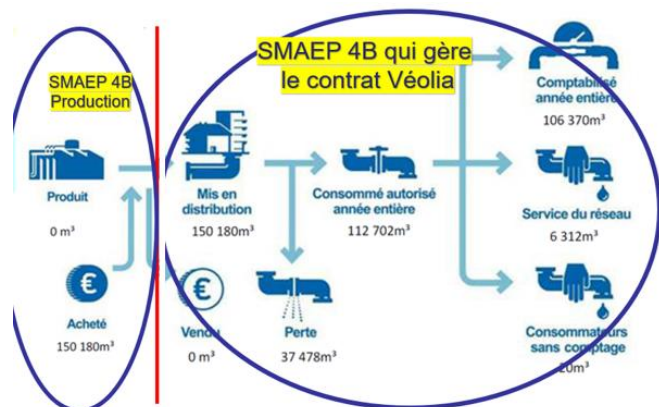 SMAEP 4B
Production
SMAEP 4B qui gère
le contrat Véolia
Comptabilisé
année entière
106 370m³
Produit
0 m³
Mis en
distribution
150 180m³
Consommé autorisé
année entière
112 702m³
Service du réseau
6 312m³
Acheté
150 180m³
Vendu
0 m³
Perte
37 478m³
Consommateurs
sans comptage
20m³